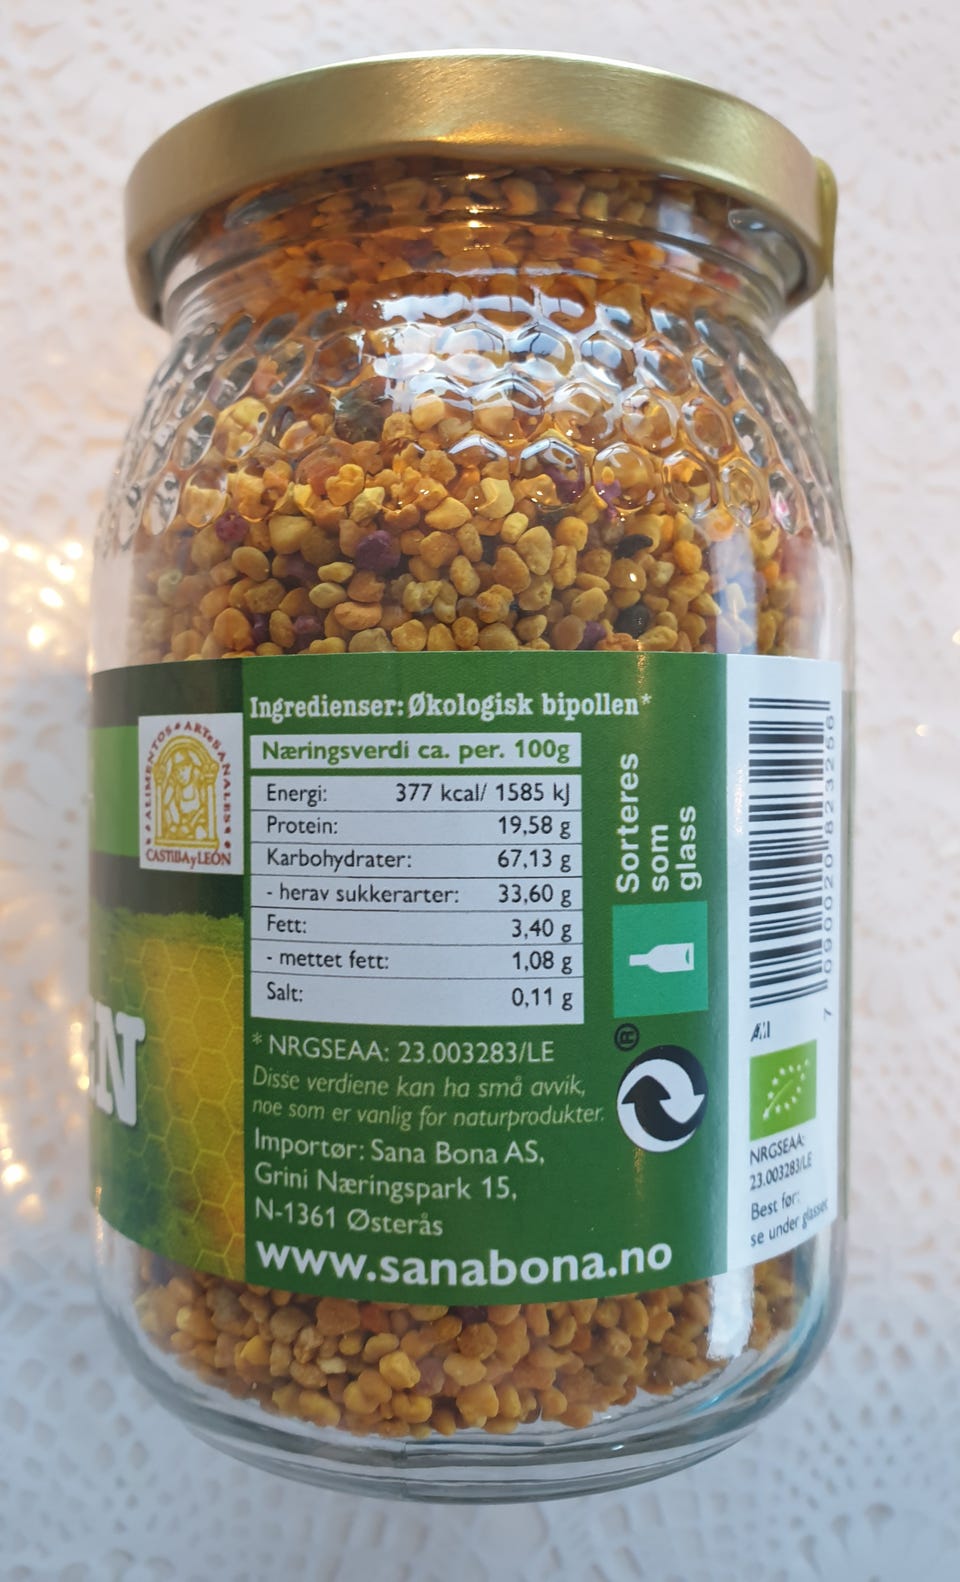 ALIMENTOS ARTESANALES
CASTILLA y LEÓN
Ingredienser: Økologisk bipollen*
Næringsverdi ca. per. 100g
Energi: 377 kcal/ 1585 kJ
Protein: 19,58 g
Karbohydrater: 67,13 g
- herav sukkerarter: 33,60 g
Fett: 3,40 g
- mettet fett: 1,08 g
Salt: 0,11 g
* NRGSEAA: 23.003283/LE
Disse verdiene kan ha små avvik,
noe som er vanlig for naturprodukter.
Importør: Sana Bona AS,
Grini Næringspark 15,
N-1361 Østerås
www.sanabona.no
Sorteres
som
glass
®
7 090020 823256
NRGSEAA:
23.003283/LE
Best før:
se under glasset